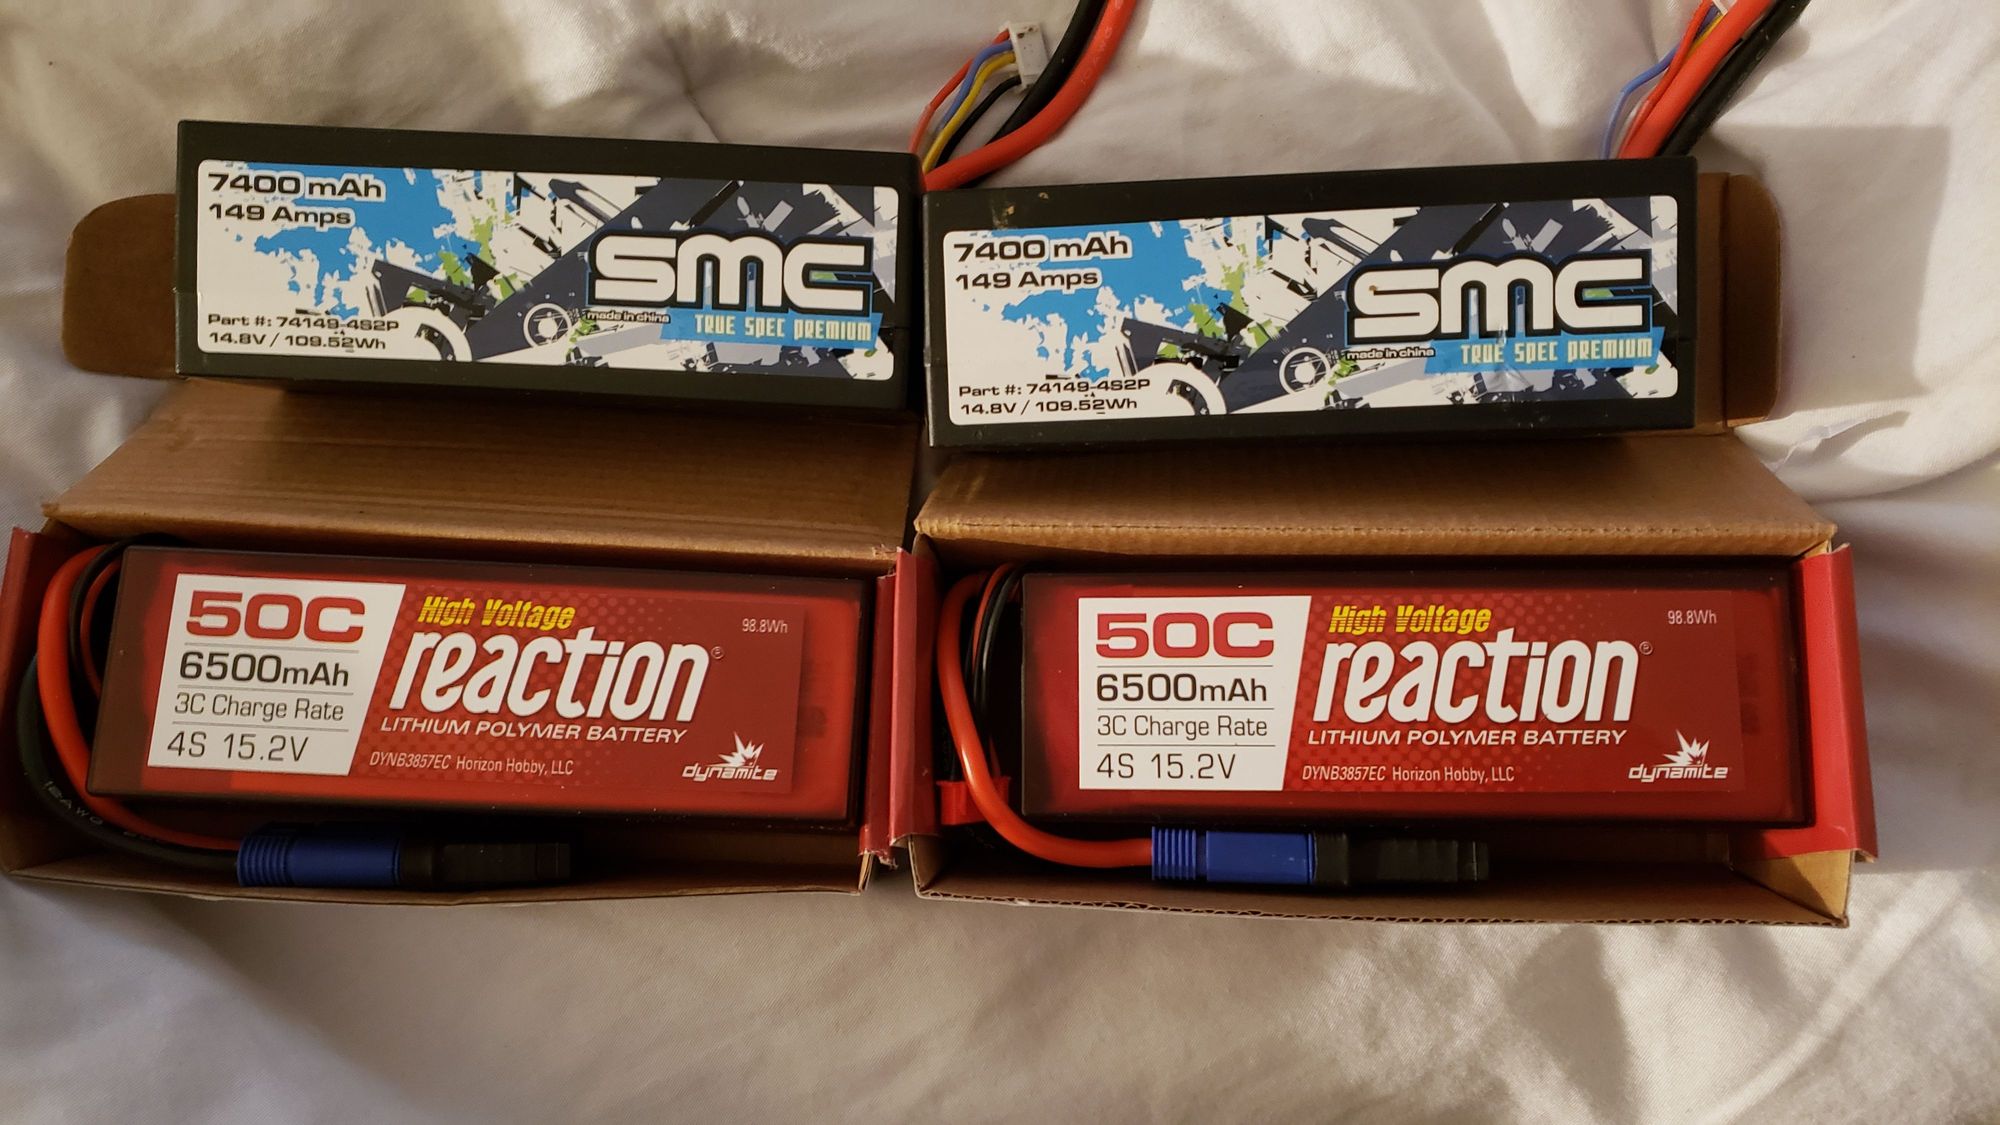 7400 mAh
149 Amps
smc
made in china
TRUE SPEC PREMIUM
Part #: 74149-4S2P
14.8V / 109.52Wh
7400 mAh
149 Amps
smc
made in china
TRUE SPEC PREMIUM
Part #: 74149-4S2P
14.8V / 109.52Wh
50C
6500mAh
3C Charge Rate
4S 15.2V
High Voltage
98.8Wh
reaction®
LITHIUM POLYMER BATTERY
DYNB3857EC Horizon Hobby, LLC
dynamite
12AWG
50C
6500mAh
3C Charge Rate
4S 15.2V
High Voltage
98.8Wh
reaction®
LITHIUM POLYMER BATTERY
DYNB3857EC Horizon Hobby, LLC
dynamite